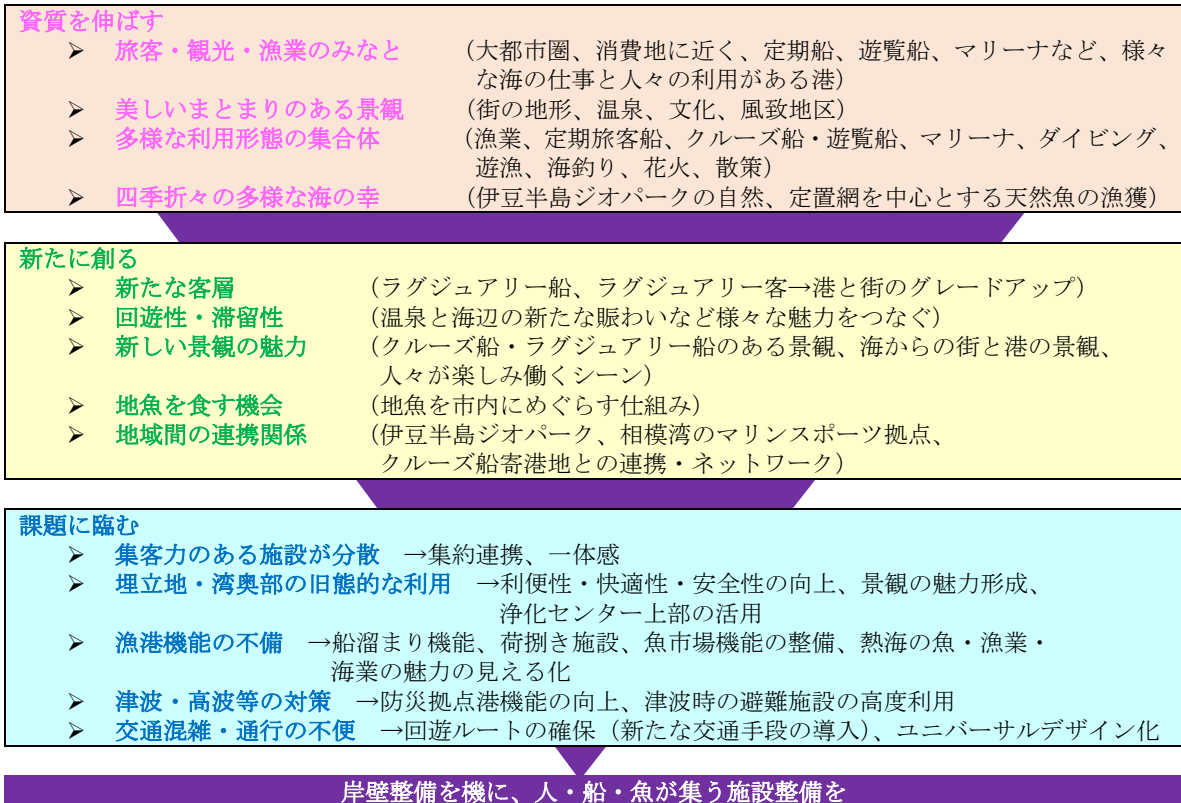 資質を伸ばす
➢ 旅客・観光・漁業のみなと （大都市圏、消費地に近く、定期船、遊覧船、マリーナなど、様々
な海の仕事と人々の利用がある港）
➢ 美しいまとまりのある景観 （街の地形、温泉、文化、風致地区）
➢ 多様な利用形態の集合体 （漁業、定期旅客船、クルーズ船・遊覧船、マリーナ、ダイビング、
遊漁、海釣り、花火、散策）
➢ 四季折々の多様な海の幸 （伊豆半島ジオパークの自然、定置網を中心とする天然魚の漁獲）
新たに創る
➢ 新たな客層 （ラグジュアリー船、ラグジュアリー客→港と街のグレードアップ）
➢ 回遊性・滞留性 （温泉と海辺の新たな賑わいなど様々な魅力をつなぐ）
➢ 新しい景観の魅力 （クルーズ船・ラグジュアリー船のある景観、海からの街と港の景観、
人々が楽しみ働くシーン）
➢ 地魚を食す機会 （地魚を市内にめぐらす仕組み）
➢ 地域間の連携関係 （伊豆半島ジオパーク、相模湾のマリンスポーツ拠点、
クルーズ船寄港地との連携・ネットワーク）
課題に臨む
➢ 集客力のある施設が分散 →集約連携、一体感
➢ 埋立地・湾奥部の旧態的な利用 →利便性・快適性・安全性の向上、景観の魅力形成、
浄化センター上部の活用
➢ 漁港機能の不備 →船溜まり機能、荷捌き施設、魚市場機能の整備、熱海の魚・漁業・
海業の魅力の見える化
➢ 津波・高波等の対策 →防災拠点港機能の向上、津波時の避難施設の高度利用
➢ 交通混雑・通行の不便 →回遊ルートの確保（新たな交通手段の導入）、ユニバーサルデザイン化
岸壁整備を機に、人・船・魚が集う施設整備を